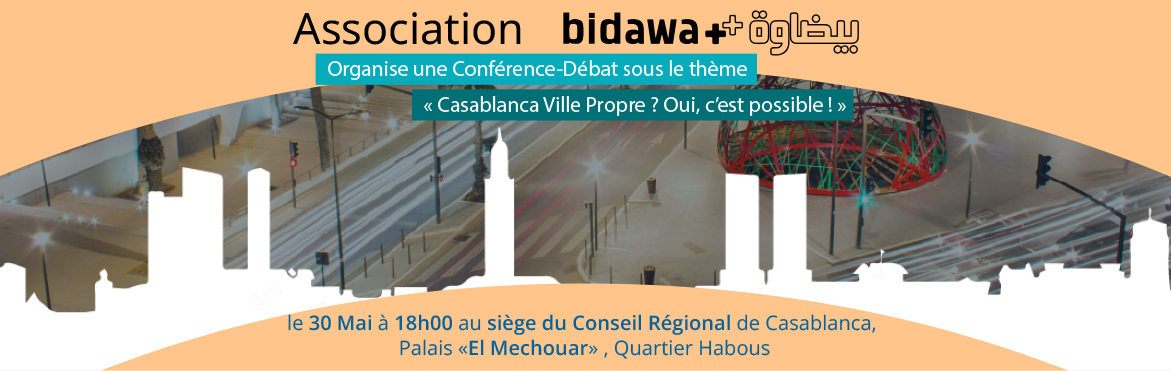 Association bidawa++ بيضاوة
Organise une Conférence-Débat sous le thème
« Casablanca Ville Propre ? Oui, c’est possible ! »
le 30 Mai à 18h00 au siège du Conseil Régional de Casablanca,
Palais «El Mechouar» , Quartier Habous